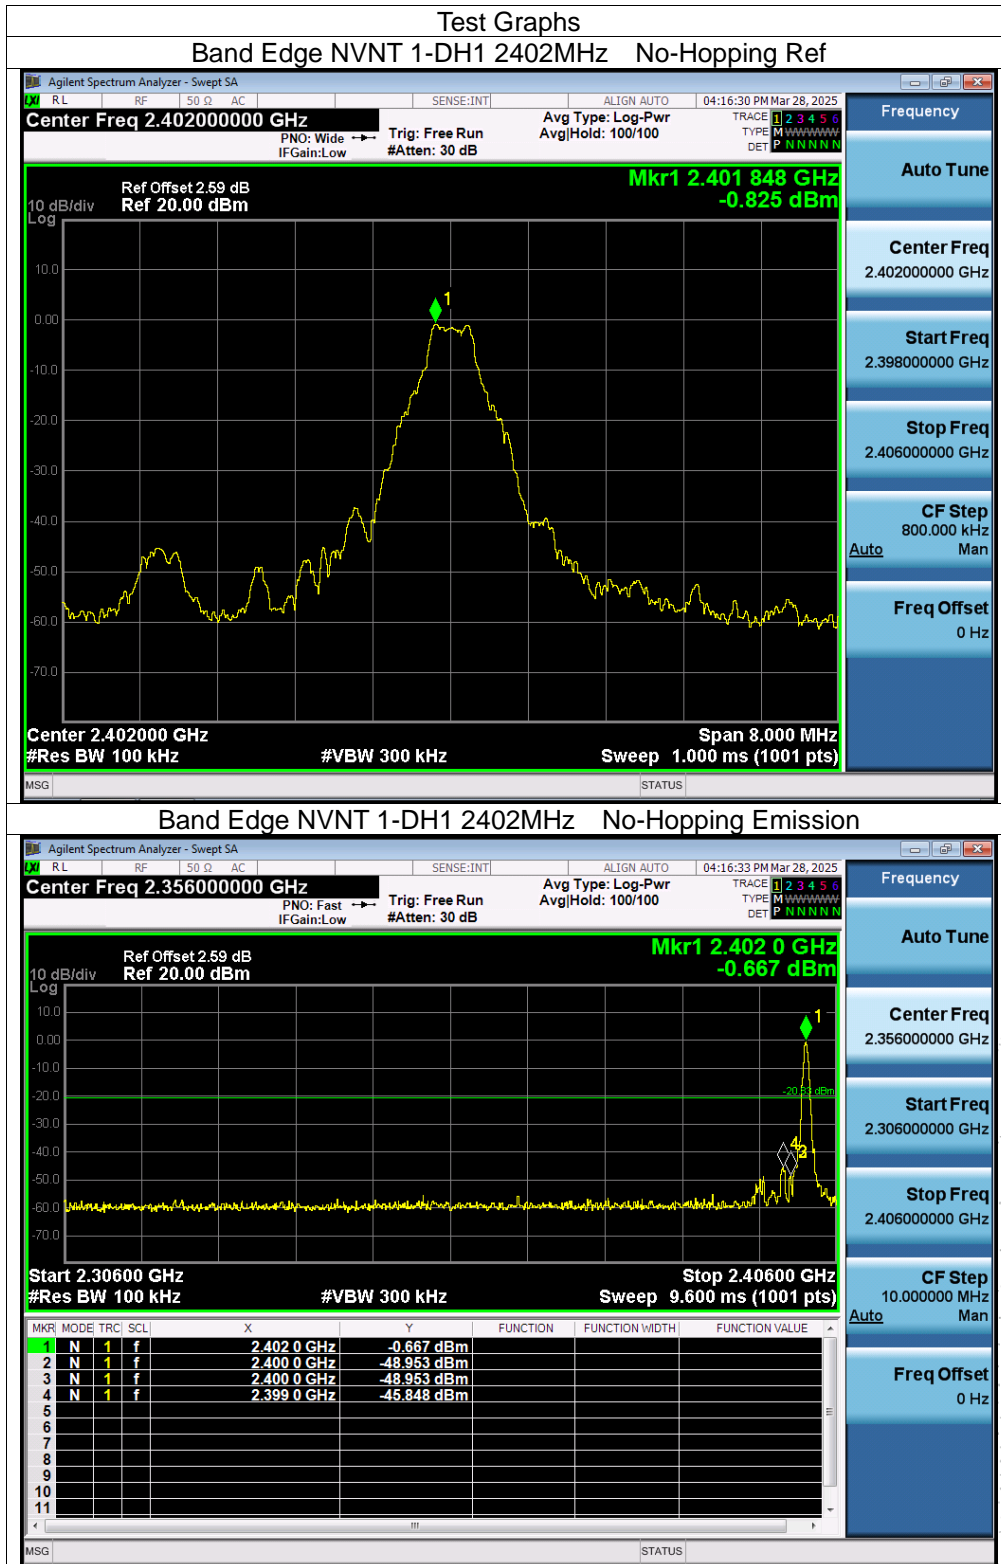 Test Graphs
Band Edge NVNT 1-DH1 2402MHz No-Hopping Ref
Agilent Spectrum Analyzer - Swept SA
LXI RL RF 50 Ω AC SENSE:INT ALIGN AUTO 04:16:30 PM Mar 28, 2025
Center Freq 2.402000000 GHz
PNO: Wide
IFGain:Low
Trig: Free Run
#Atten: 30 dB
Avg Type: Log-Pwr
Avg|Hold: 100/100
TRACE 1 2 3 4 5 6
TYPE M WWWWW
DET P N N N N N
Frequency
Auto Tune
Center Freq
2.402000000 GHz
Start Freq
2.398000000 GHz
Stop Freq
2.406000000 GHz
CF Step
800.000 kHz
Auto Man
Freq Offset
0 Hz
Mkr1 2.401 848 GHz
-0.825 dBm
Ref Offset 2.59 dB
10 dB/div Ref 20.00 dBm
Log
10.0
0.00
-10.0
-20.0
-30.0
-40.0
-50.0
-60.0
-70.0
1
Center 2.402000 GHz Span 8.000 MHz
#Res BW 100 kHz #VBW 300 kHz Sweep 1.000 ms (1001 pts)
MSG STATUS
Band Edge NVNT 1-DH1 2402MHz No-Hopping Emission
Agilent Spectrum Analyzer - Swept SA
LXI RL RF 50 Ω AC SENSE:INT ALIGN AUTO 04:16:33 PM Mar 28, 2025
Center Freq 2.356000000 GHz
PNO: Fast
IFGain:Low
Trig: Free Run
#Atten: 30 dB
Avg Type: Log-Pwr
Avg|Hold: 100/100
TRACE 1 2 3 4 5 6
TYPE M WWWWW
DET P N N N N N
Frequency
Auto Tune
Center Freq
2.356000000 GHz
Start Freq
2.306000000 GHz
Stop Freq
2.406000000 GHz
CF Step
10.000000 MHz
Auto Man
Freq Offset
0 Hz
Mkr1 2.402 0 GHz
-0.667 dBm
Ref Offset 2.59 dB
10 dB/div Ref 20.00 dBm
Log
10.0
0.00
-10.0
-20.0
-30.0
-40.0
-50.0
-60.0
-70.0
1
4
2
Start 2.30600 GHz Stop 2.40600 GHz
#Res BW 100 kHz #VBW 300 kHz Sweep 9.600 ms (1001 pts)
MKR MODE TRC SCL X Y FUNCTION FUNCTION WIDTH FUNCTION VALUE
1 N 1 f 2.402 0 GHz -0.667 dBm
2 N 1 f 2.400 0 GHz -48.953 dBm
3 N 1 f 2.400 0 GHz -48.953 dBm
4 N 1 f 2.399 0 GHz -45.848 dBm
5
6
7
8
9
10
11
MSG STATUS